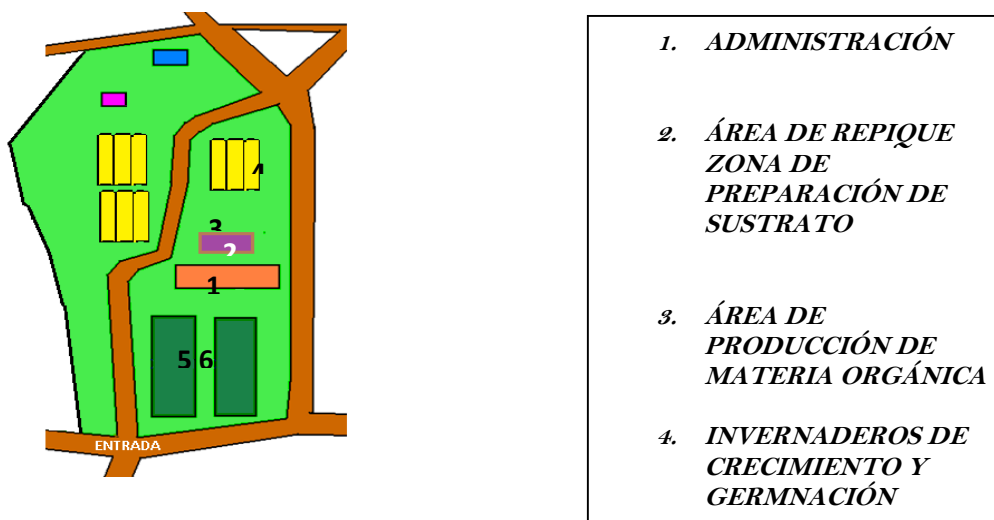 4
3
2
1
5 6
ENTRADA
1. ADMINISTRACIÓN
2. ÁREA DE REPIQUE
ZONA DE
PREPARACIÓN DE
SUSTRATO
3. ÁREA DE
PRODUCCIÓN DE
MATERIA ORGÁNICA
4. INVERNADEROS DE
CRECIMIENTO Y
GERMNACIÓN